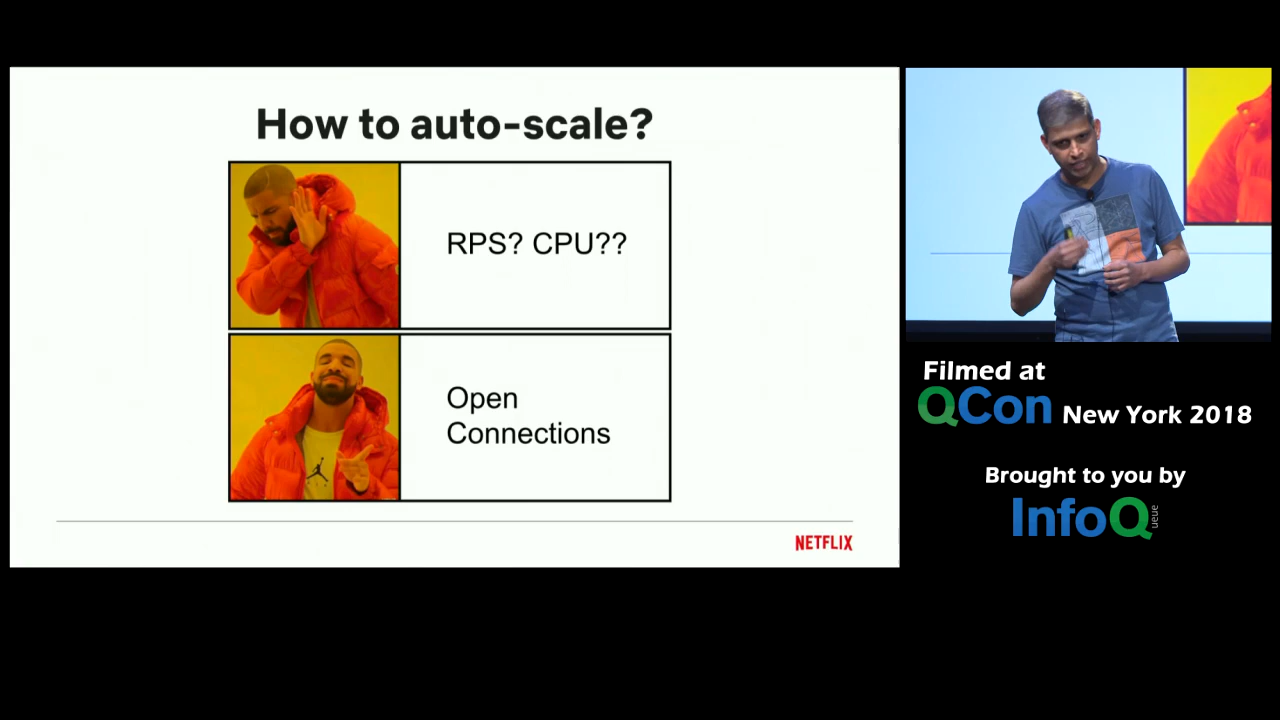 How to auto-scale?
RPS? CPU??
Open
Connections
NETFLIX
Filmed at
QCon New York 2018
Brought to you by
InfoQueue